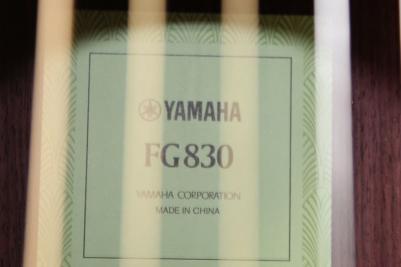 YAMAHA
FG830
YAMAHA CORPORATION
MADE IN CHINA